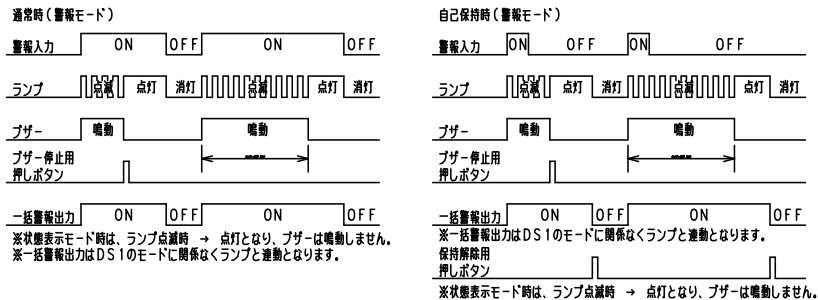 通常時(警報モード)
警報入力 ON OFF ON OFF
ランプ 点滅 点灯 消灯 点滅 点灯 消灯
ブザー 鳴動 鳴動
ブザー停止用
押しボタン
一括警報出力 ON OFF ON OFF
※状態表示モード時は、ランプ点滅時 → 点灯となり、ブザーは鳴動しません。
※一括警報出力はDS1のモードに関係なくランプと連動となります。
自己保持時(警報モード)
警報入力 ON OFF ON OFF
ランプ 点滅 点灯 消灯 点滅 点灯 消灯
ブザー 鳴動 鳴動
ブザー停止用
押しボタン
一括警報出力 ON OFF ON OFF
※一括警報出力はDS1のモードに関係なくランプと連動となります。
保持解除用
押しボタン
※状態表示モード時は、ランプ点滅時 → 点灯となり、ブザーは鳴動しません。